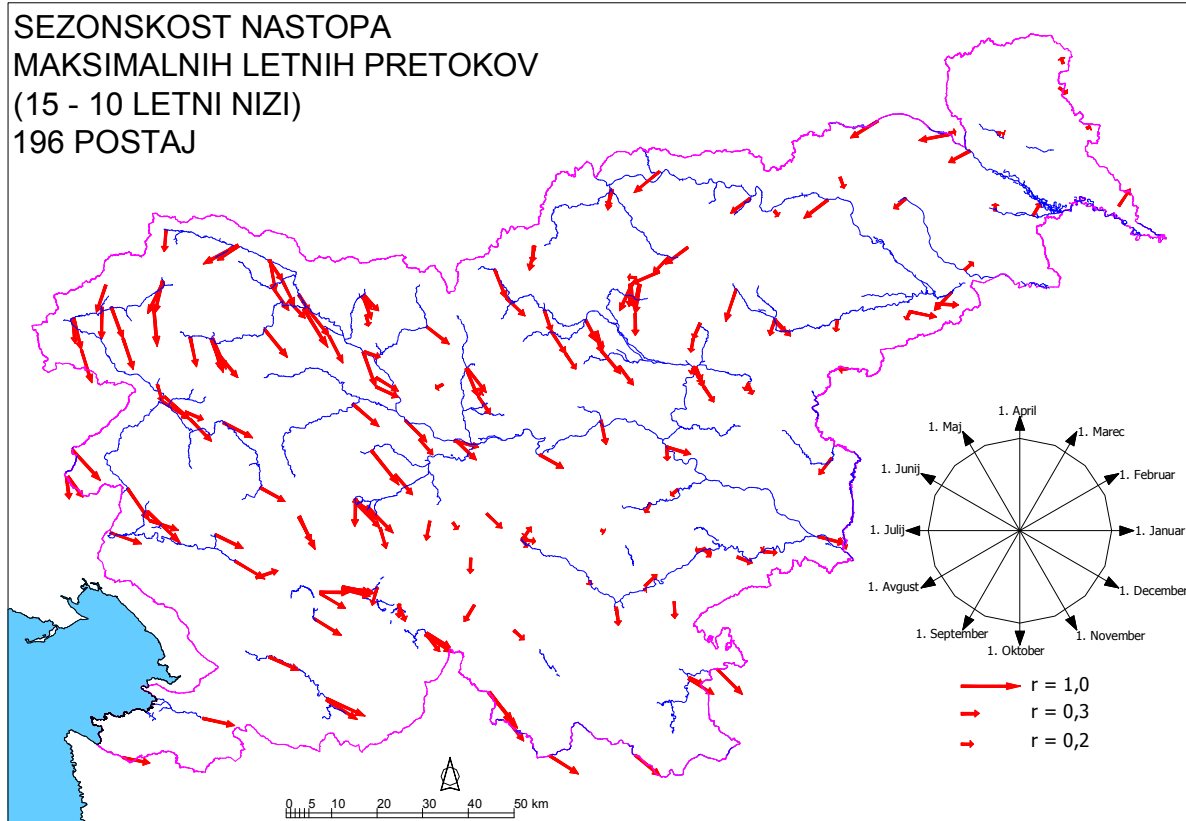 SEZONSKOST NASTOPA
MAKSIMALNIH LETNIH PRETOKOV
(15 - 10 LETNI NIZI)
196 POSTAJ
1. April
1. Maj
1. Marec
1. Junij
1. Februar
1. Julij
1. Januar
1. Avgust
1. December
1. September
1. November
1. Oktober
r = 1,0
r = 0,3
r = 0,2
0 5 10 20 30 40 50 km